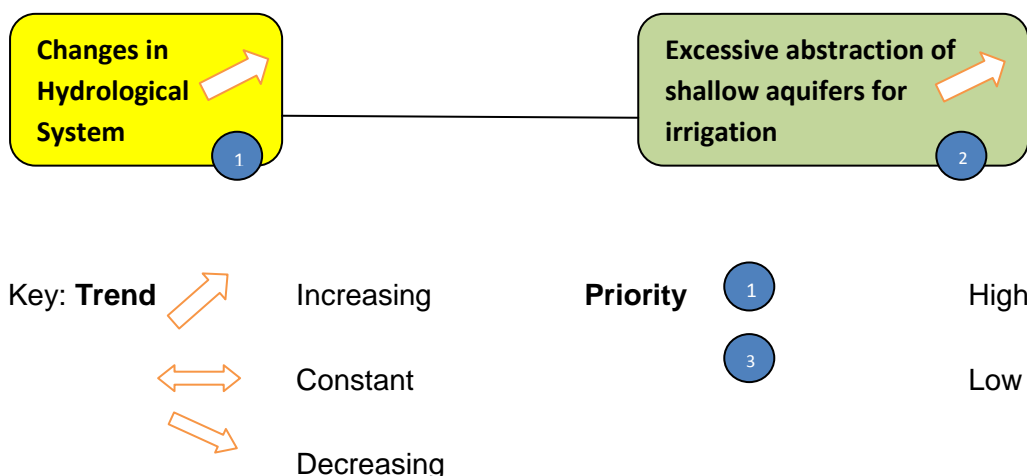 Changes in
Hydrological
System
1
Excessive abstraction of
shallow aquifers for
irrigation
2
Key: Trend Increasing Priority 1 High
3
Constant Low
Decreasing